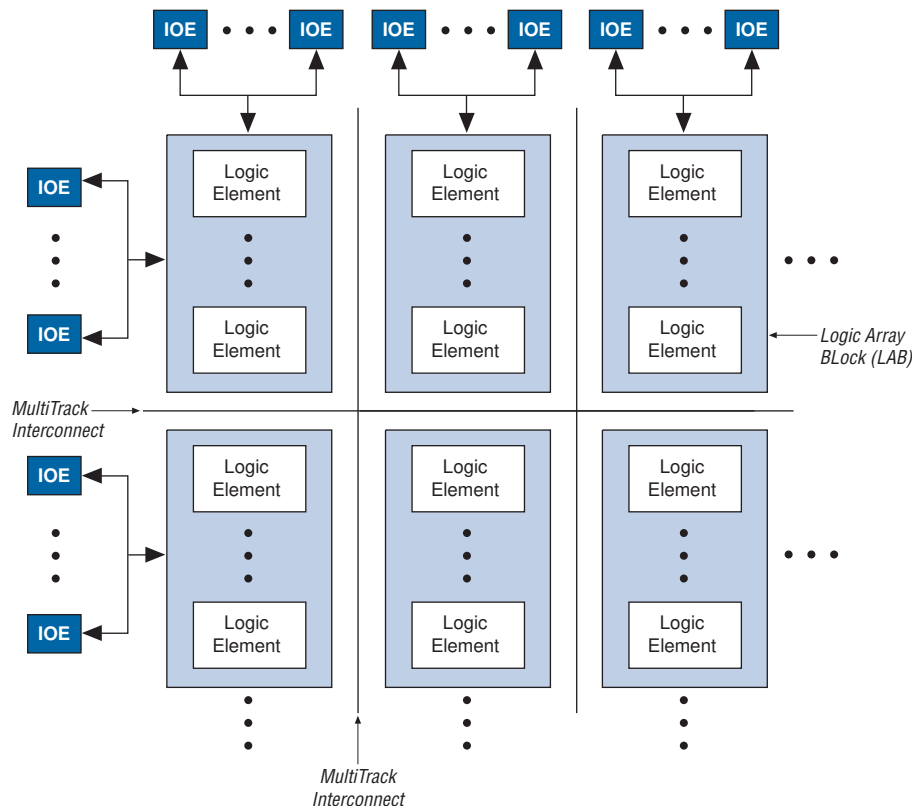 IOE IOE IOE IOE IOE IOE
Logic Element
Logic Element
Logic Element
IOE
IOE
Logic Element
Logic Element
Logic Element
Logic Array
BLock (LAB)
MultiTrack
Interconnect
IOE
Logic Element
Logic Element
Logic Element
IOE
Logic Element
Logic Element
Logic Element
MultiTrack
Interconnect